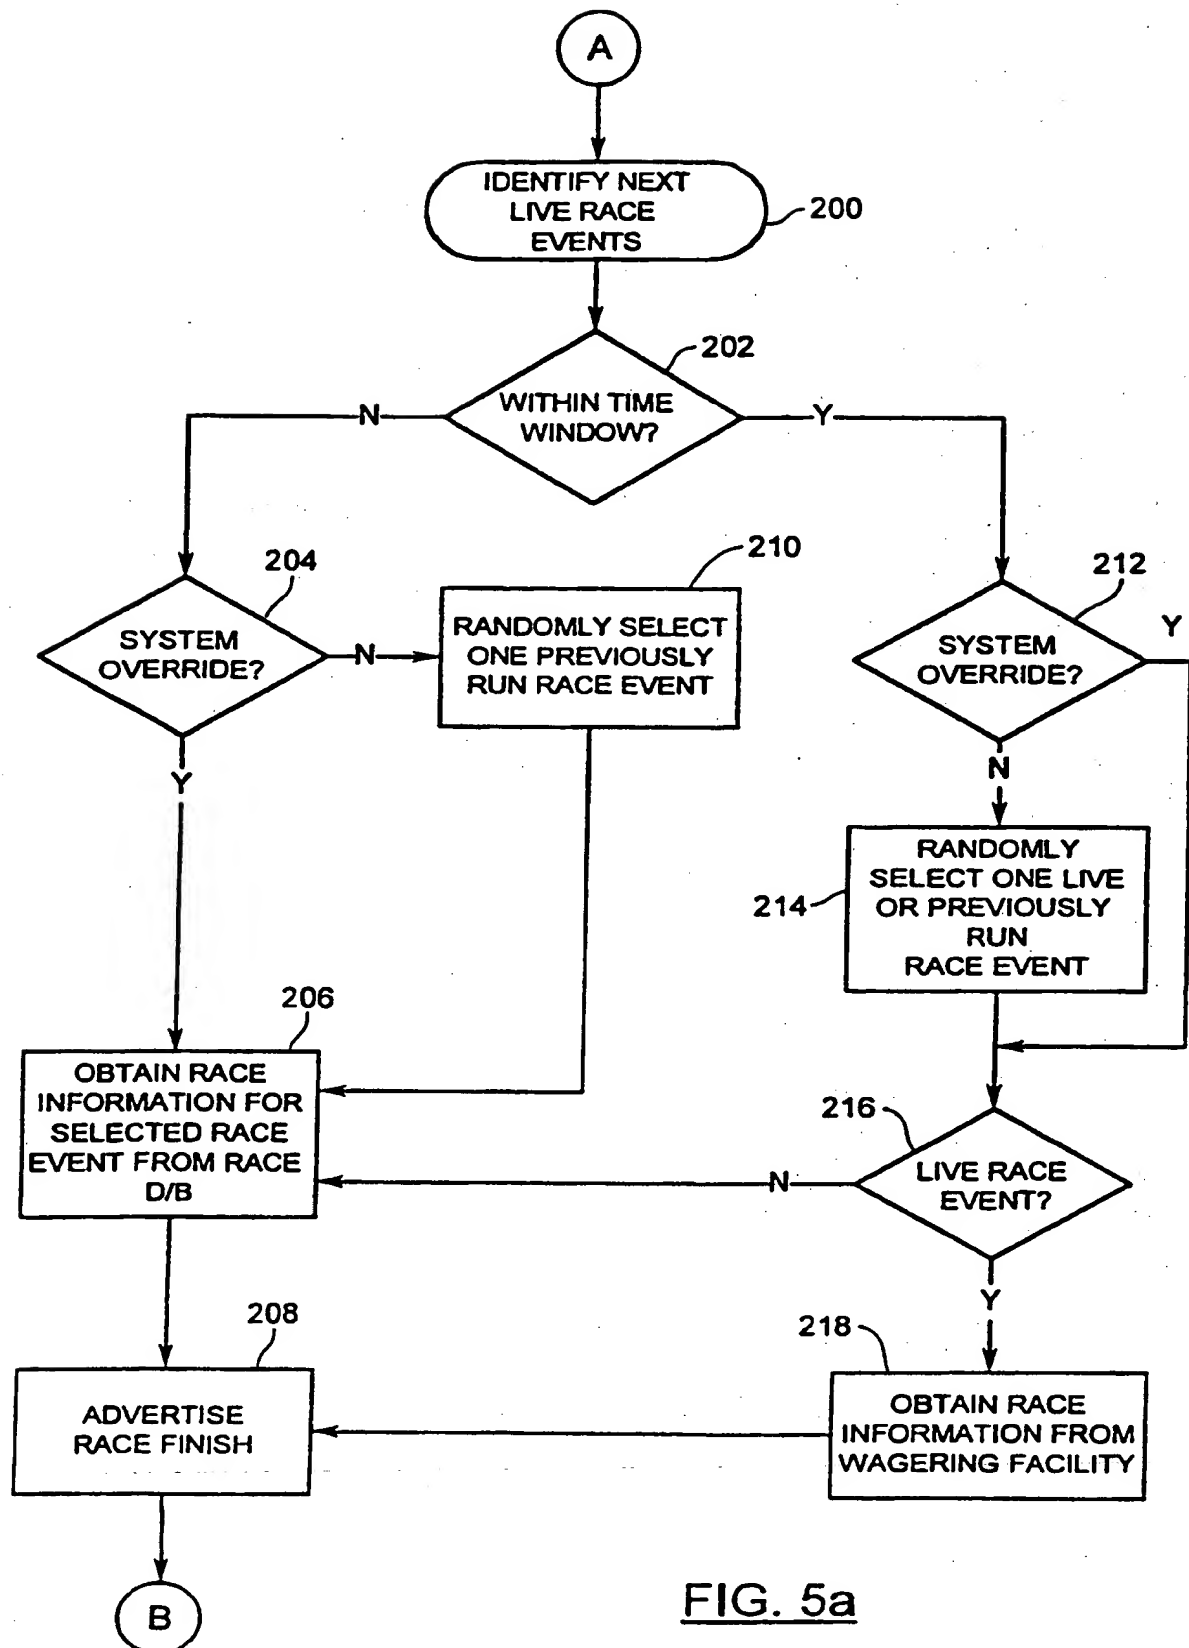 A
IDENTIFY NEXT
LIVE RACE
EVENTS
200
202
WITHIN TIME
WINDOW?
N
Y
204
SYSTEM
OVERRIDE?
N
Y
210
RANDOMLY SELECT
ONE PREVIOUSLY
RUN RACE EVENT
212
SYSTEM
OVERRIDE?
Y
N
214
RANDOMLY
SELECT ONE LIVE
OR PREVIOUSLY
RUN
RACE EVENT
206
OBTAIN RACE
INFORMATION FOR
SELECTED RACE
EVENT FROM RACE
D/B
216
LIVE RACE
EVENT?
N
Y
208
ADVERTISE
RACE FINISH
218
OBTAIN RACE
INFORMATION FROM
WAGERING FACILITY
B
FIG. 5a